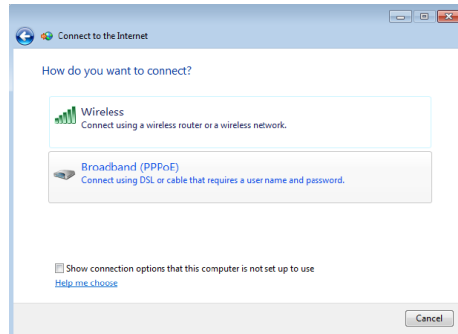 Connect to the Internet
How do you want to connect?
Wireless
Connect using a wireless router or a wireless network.
Broadband (PPPoE)
Connect using DSL or cable that requires a user name and password.
Show connection options that this computer is not set up to use
Help me choose
Cancel